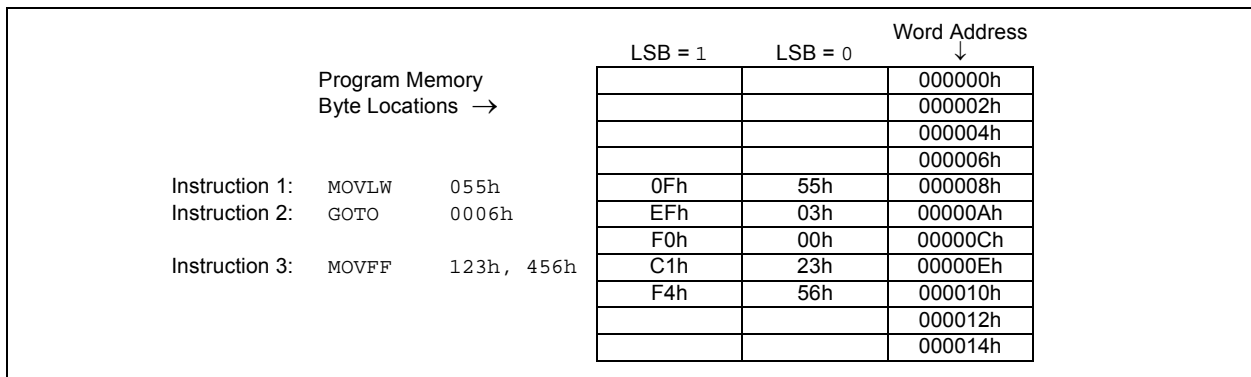 Word Address
LSB = 1 LSB = 0 ↓
Program Memory 000000h
Byte Locations → 000002h
000004h
000006h
Instruction 1: MOVLW 055h 0Fh 55h 000008h
Instruction 2: GOTO 0006h EFh 03h 00000Ah
F0h 00h 00000Ch
Instruction 3: MOVFF 123h, 456h C1h 23h 00000Eh
F4h 56h 000010h
000012h
000014h